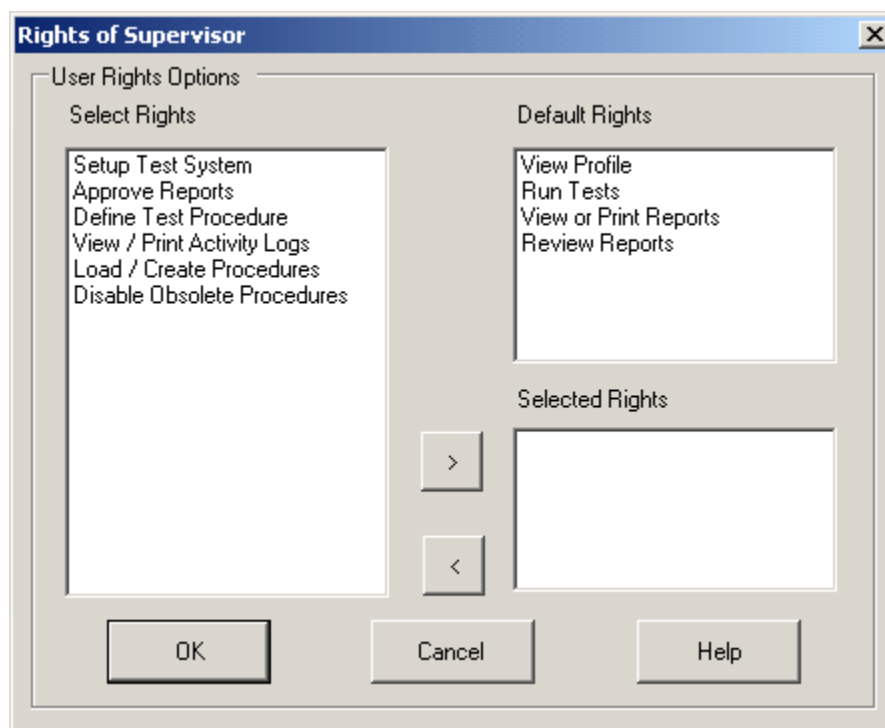 Rights of Supervisor
User Rights Options
Select Rights
Setup Test System
Approve Reports
Define Test Procedure
View / Print Activity Logs
Load / Create Procedures
Disable Obsolete Procedures
Default Rights
View Profile
Run Tests
View or Print Reports
Review Reports
Selected Rights
>
<
OK
Cancel
Help